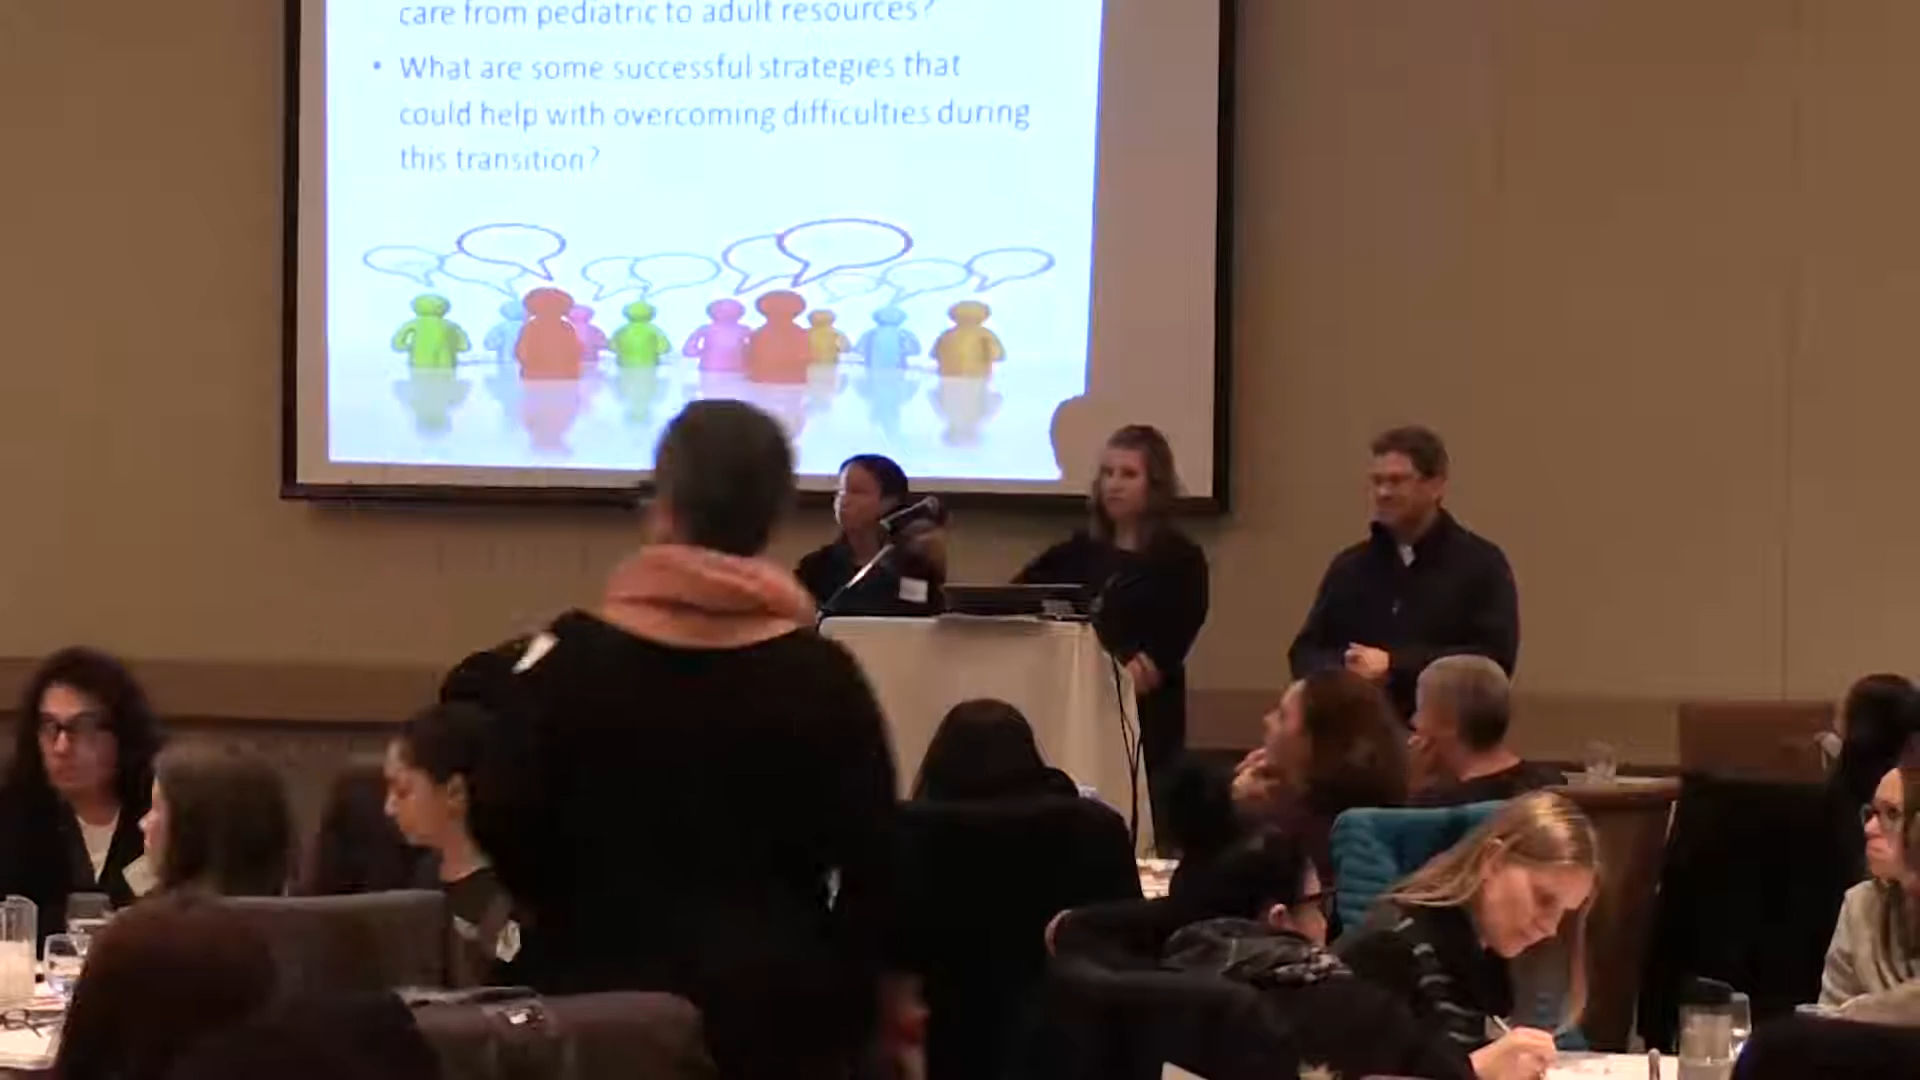 care from pediatric to adult resources?
• What are some successful strategies that
could help with overcoming difficulties during
this transition?